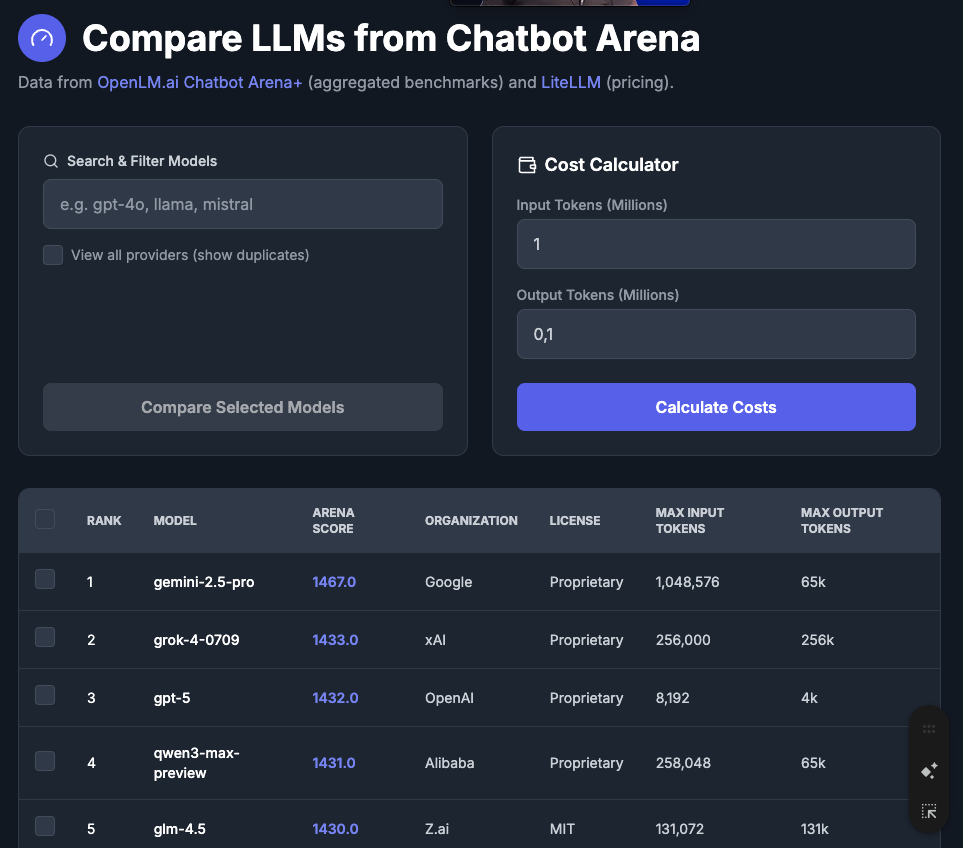 Compare LLMs from Chatbot Arena
Data from OpenLM.ai Chatbot Arena+ (aggregated benchmarks) and LiteLLM (pricing).
Search & Filter Models
e.g. gpt-4o, llama, mistral
View all providers (show duplicates)
Compare Selected Models
Cost Calculator
Input Tokens (Millions)
1
Output Tokens (Millions)
0,1
Calculate Costs
RANK MODEL ARENA SCORE ORGANIZATION LICENSE MAX INPUT TOKENS MAX OUTPUT TOKENS
1 gemini-2.5-pro 1467.0 Google Proprietary 1,048,576 65k
2 grok-4-0709 1433.0 xAI Proprietary 256,000 256k
3 gpt-5 1432.0 OpenAI Proprietary 8,192 4k
4 qwen3-max-preview 1431.0 Alibaba Proprietary 258,048 65k
5 glm-4.5 1430.0 Z.ai MIT 131,072 131k